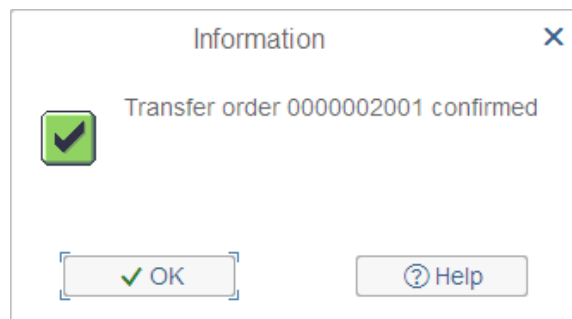 Information
Transfer order 0000002001 confirmed
OK
Help